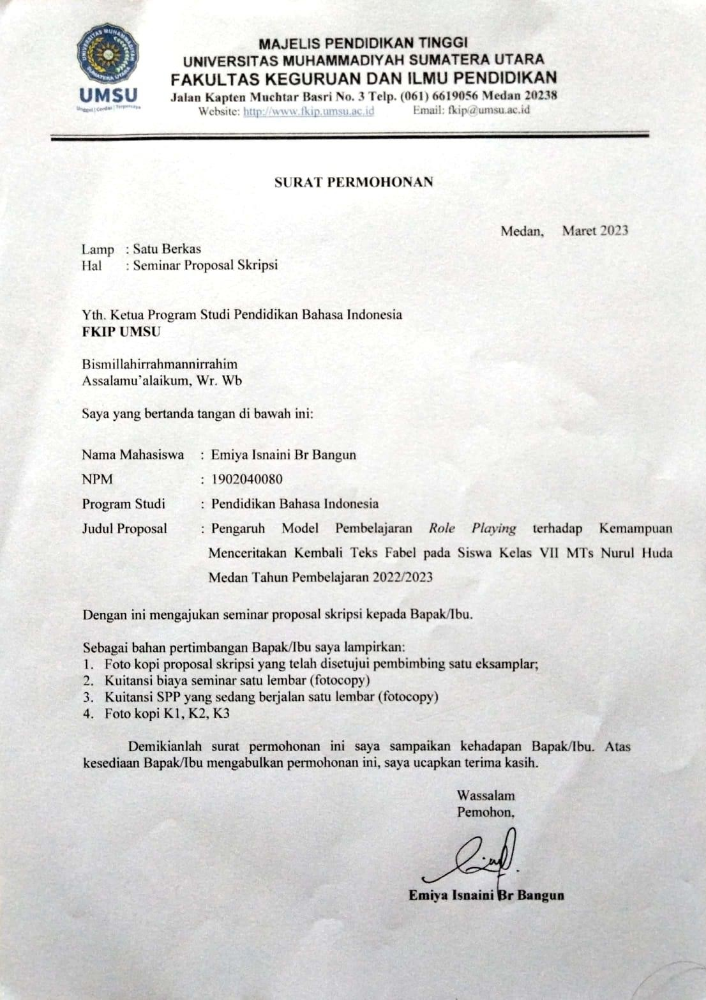 MAJELIS PENDIDIKAN TINGGI
UNIVERSITAS MUHAMMADIYAH SUMATERA UTARA
FAKULTAS KEGURUAN DAN ILMU PENDIDIKAN
Jalan Kapten Muchtar Basri No. 3 Telp. (061) 6619056 Medan 20238
Website: http://www.fkip.umsu.ac.id Email: fkip@umsu.ac.id
UNIVERSITAS MUHAMMADIYAH
SUMATERA UTARA
UMSU
Unggul | Cerdas | Terpercaya
SURAT PERMOHONAN
Medan, Maret 2023
Lamp : Satu Berkas
Hal : Seminar Proposal Skripsi
Yth. Ketua Program Studi Pendidikan Bahasa Indonesia
FKIP UMSU
Bismillahirrahmannirrahim
Assalamu’alaikum, Wr. Wb
Saya yang bertanda tangan di bawah ini:
Nama Mahasiswa : Emiya Isnaini Br Bangun
NPM : 1902040080
Program Studi : Pendidikan Bahasa Indonesia
Judul Proposal : Pengaruh Model Pembelajaran Role Playing terhadap Kemampuan
Menceritakan Kembali Teks Fabel pada Siswa Kelas VII MTs Nurul Huda
Medan Tahun Pembelajaran 2022/2023
Dengan ini mengajukan seminar proposal skripsi kepada Bapak/Ibu.
Sebagai bahan pertimbangan Bapak/Ibu saya lampirkan:
1. Foto kopi proposal skripsi yang telah disetujui pembimbing satu eksamplar;
2. Kuitansi biaya seminar satu lembar (fotocopy)
3. Kuitansi SPP yang sedang berjalan satu lembar (fotocopy)
4. Foto kopi K1, K2, K3
Demikianlah surat permohonan ini saya sampaikan kehadapan Bapak/Ibu. Atas
kesediaan Bapak/Ibu mengabulkan permohonan ini, saya ucapkan terima kasih.
Wassalam
Pemohon,
Emiya Isnaini Br Bangun